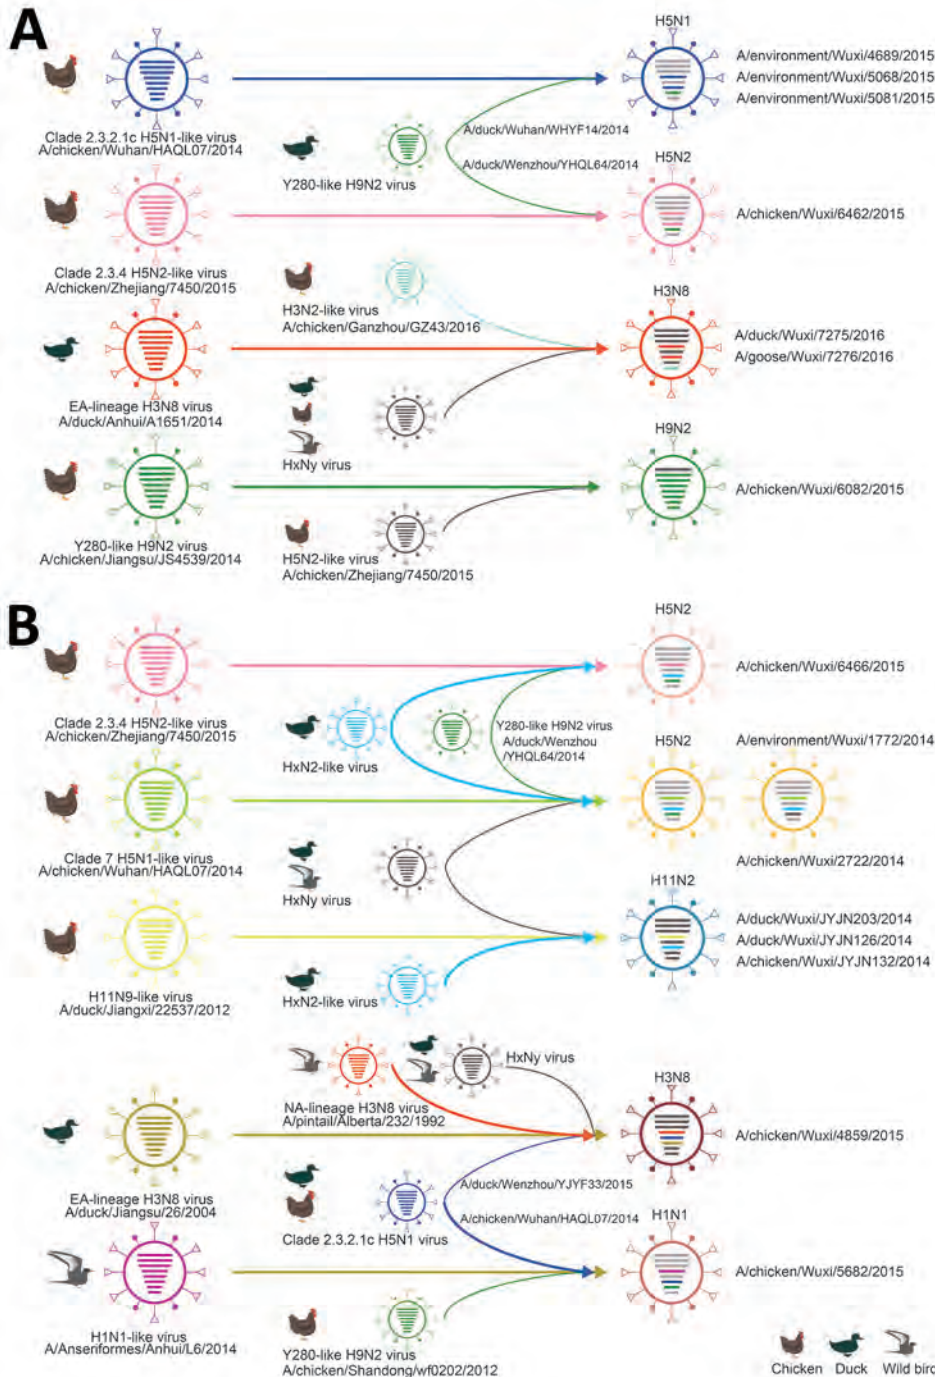 A
H5N1
A/environment/Wuxi/4689/2015
A/environment/Wuxi/5068/2015
A/environment/Wuxi/5081/2015
Clade 2.3.2.1c H5N1-like virus
A/chicken/Wuhan/HAQL07/2014
A/duck/Wuhan/WHYF14/2014
A/duck/Wenzhou/YHQL64/2014
Y280-like H9N2 virus
H5N2
A/chicken/Wuxi/6462/2015
Clade 2.3.4 H5N2-like virus
A/chicken/Zhejiang/7450/2015
H3N2-like virus
A/chicken/Ganzhou/GZ43/2016
H3N8
A/duck/Wuxi/7275/2016
A/goose/Wuxi/7276/2016
EA-lineage H3N8 virus
A/duck/Anhui/A1651/2014
HxNy virus
H9N2
A/chicken/Wuxi/6082/2015
Y280-like H9N2 virus
A/chicken/Jiangsu/JS4539/2014
H5N2-like virus
A/chicken/Zhejiang/7450/2015
B
H5N2
A/chicken/Wuxi/6466/2015
Clade 2.3.4 H5N2-like virus
A/chicken/Zhejiang/7450/2015
HxN2-like virus
Y280-like H9N2 virus
A/duck/Wenzhou
/YHQL64/2014
H5N2
A/environment/Wuxi/1772/2014
A/chicken/Wuxi/2722/2014
Clade 7 H5N1-like virus
A/chicken/Wuhan/HAQL07/2014
HxNy virus
H11N2
A/duck/Wuxi/JYJN203/2014
A/duck/Wuxi/JYJN126/2014
A/chicken/Wuxi/JYJN132/2014
H11N9-like virus
A/duck/Jiangxi/22537/2012
HxN2-like virus
HxNy virus
NA-lineage H3N8 virus
A/pintail/Alberta/232/1992
H3N8
A/chicken/Wuxi/4859/2015
EA-lineage H3N8 virus
A/duck/Jiangsu/26/2004
A/duck/Wenzhou/YJYF33/2015
A/chicken/Wuhan/HAQL07/2014
Clade 2.3.2.1c H5N1 virus
H1N1
A/chicken/Wuxi/5682/2015
H1N1-like virus
A/Anseriformes/Anhui/L6/2014
Y280-like H9N2 virus
A/chicken/Shandong/wf0202/2012
Chicken Duck Wild bird